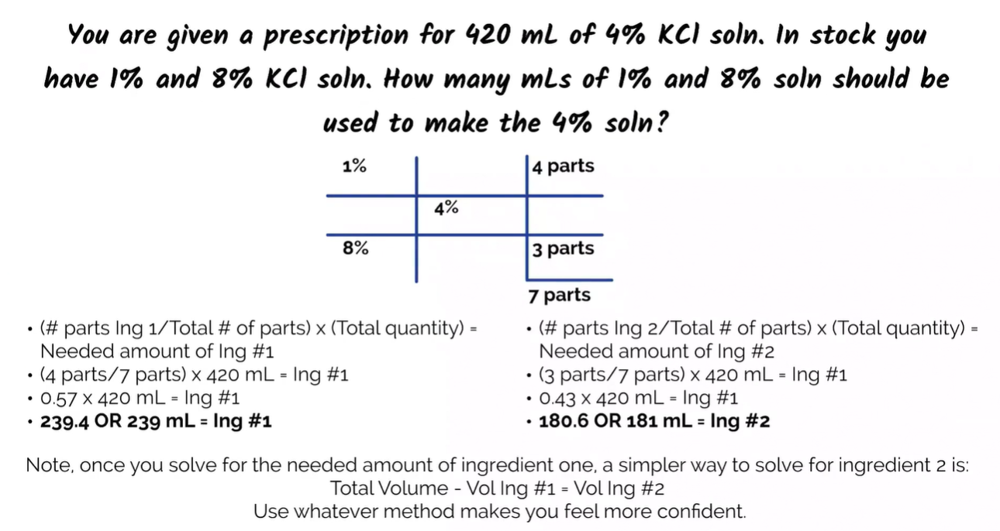 You are given a prescription for 420 mL of 4% KCl soln. In stock you
have 1% and 8% KCl soln. How many mLs of 1% and 8% soln should be
used to make the 4% soln?
1%
4 parts
4%
8%
3 parts
7 parts
• (# parts Ing 1/Total # of parts) x (Total quantity) =
Needed amount of Ing #1
• (4 parts/7 parts) x 420 mL = Ing #1
• 0.57 x 420 mL = Ing #1
• 239.4 OR 239 mL = Ing #1
• (# parts Ing 2/Total # of parts) x (Total quantity) =
Needed amount of Ing #2
• (3 parts/7 parts) x 420 mL = Ing #1
• 0.43 x 420 mL = Ing #1
• 180.6 OR 181 mL = Ing #2
Note, once you solve for the needed amount of ingredient one, a simpler way to solve for ingredient 2 is:
Total Volume - Vol Ing #1 = Vol Ing #2
Use whatever method makes you feel more confident.